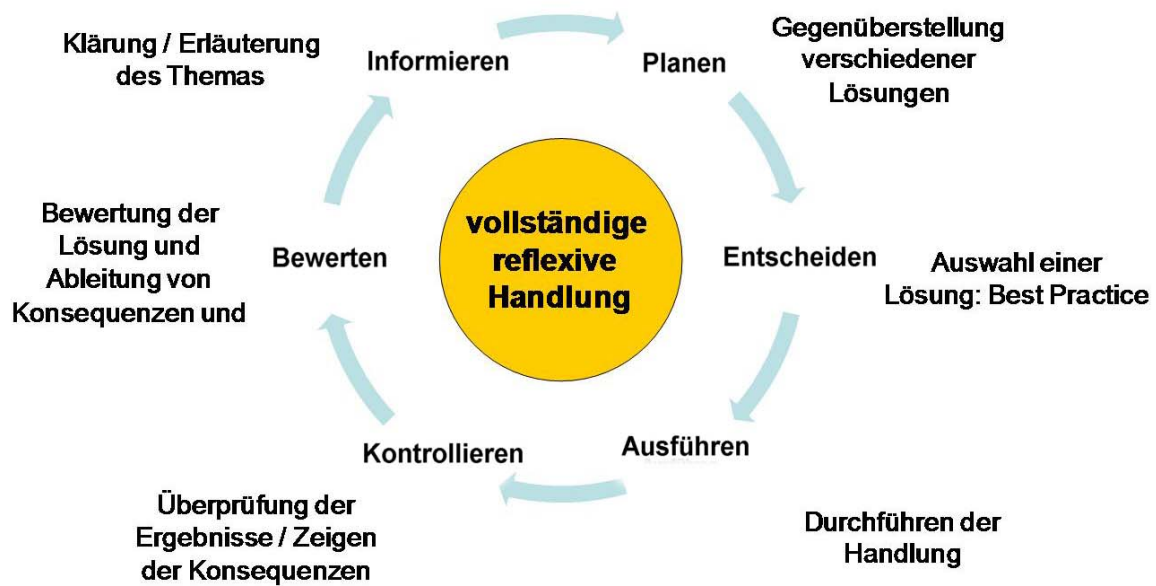 Klärung / Erläuterung
des Themas
Informieren
Planen
Gegenüberstellung
verschiedener
Lösungen
Bewertung der
Lösung und
Ableitung von
Konsequenzen und
Bewerten
vollständige
reflexive
Handlung
Entscheiden
Auswahl einer
Lösung: Best Practice
Kontrollieren
Ausführen
Überprüfung der
Ergebnisse / Zeigen
der Konsequenzen
Durchführen der
Handlung